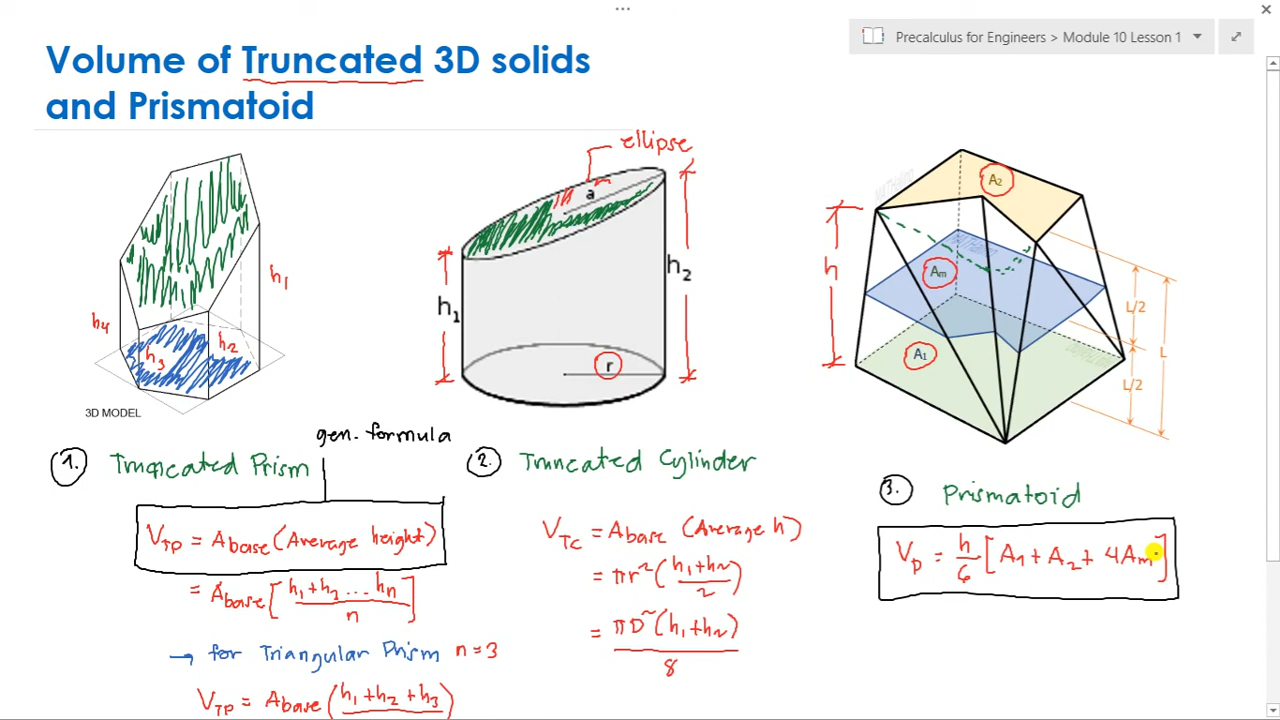 Precalculus for Engineers > Module 10 Lesson 1
Volume of Truncated 3D solids
and Prismatoid
ellipse
a
h₁
h₂
r
h₁
h₂
h₃
h₄
3D MODEL
A₂
Aₘ
A₁
h
L/2
L/2
L
gen. formula
1. Truncated Prism
V_TP = A_base (Average height)
= A_base [ (h₁ + h₂ ... hₙ) / n ]
→ for Triangular Prism n = 3
V_TP = A_base ( h₁ + h₂ + h₃ )
2. Truncated Cylinder
V_TC = A_base (Average h)
= πr² ( (h₁ + h₂) / 2 )
= πD² (h₁ + h₂) / 8
3. Prismatoid
V_P = h/6 [ A₁ + A₂ + 4Aₘ ]